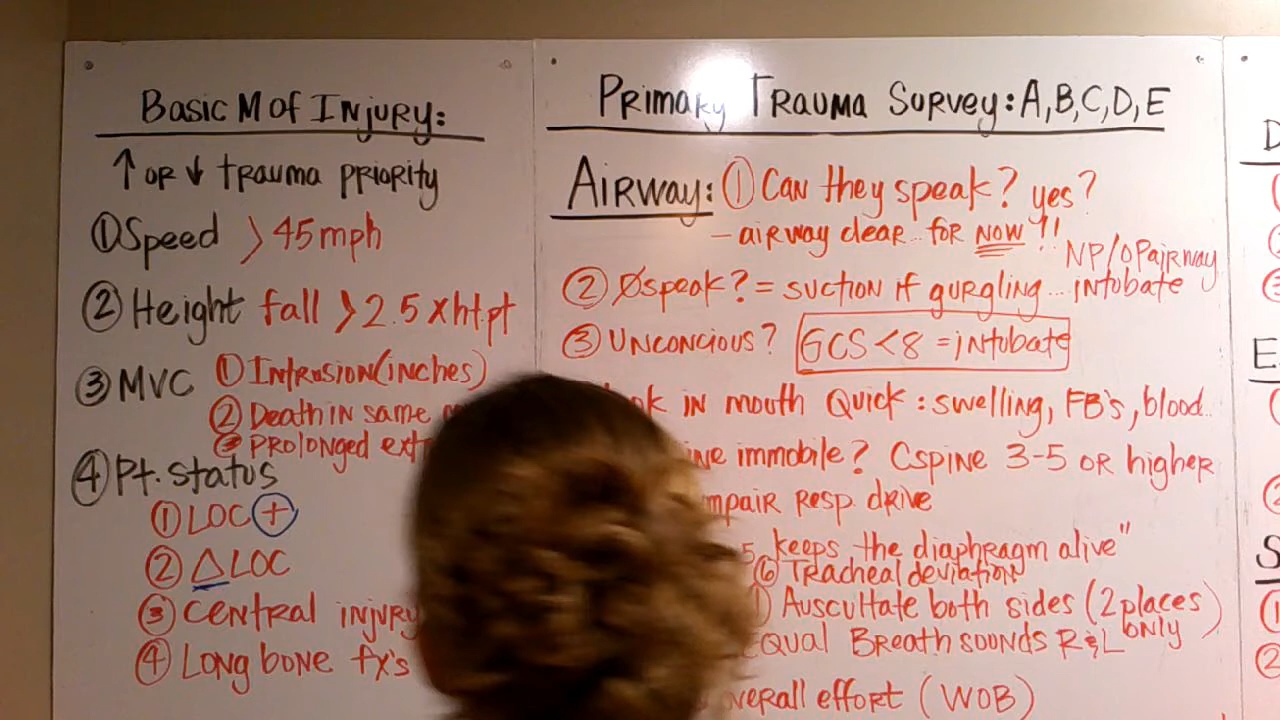 Basic M of Injury:
↑ or ↓ trauma priority
① Speed > 45 mph
② Height fall > 2.5 x ht. pt
③ MVC ① Intrusion (inches)
② Death in same
③ Prolonged
④ Pt. status
① LOC +
② △ LOC
③ Central injury
④ Long bone fx's
Primary Trauma Survey: A, B, C, D, E
Airway: ① Can they speak? yes?
- airway clear... for NOW?!!
NP/OP airway
② Øspeak? = suction if gurgling... intubate
③ Unconcious? GCS < 8 = intubate
in mouth Quick: swelling, FB's, blood..
immobile? Cspine 3-5 or higher
Resp. drive
5 keeps the diaphragm alive"
⑥ Tracheal deviation
Auscultate both sides (2 places only)
Equal Breath sounds R & L
overall effort (WOB)